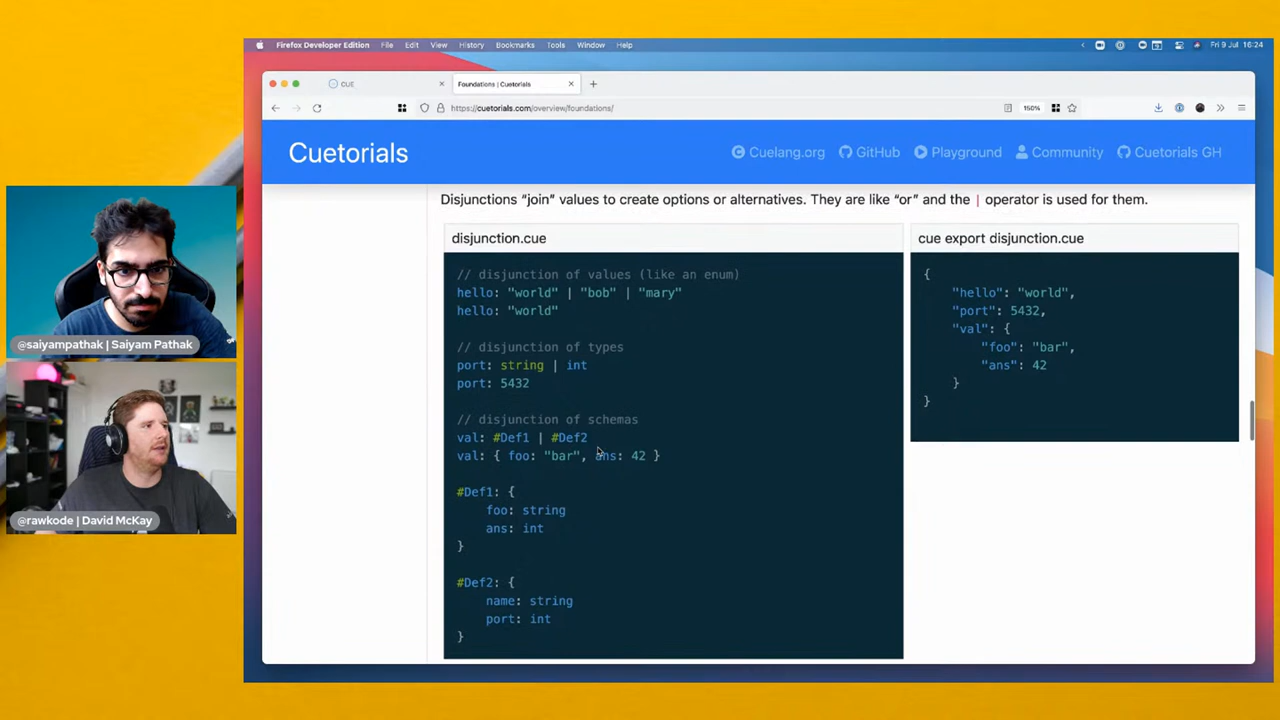 Firefox Developer Edition File Edit View History Bookmarks Tools Window Help Fri 9 Jul 16:24
CUE
Foundations | Cuetorials
https://cuetorials.com/overview/foundations/
150%
Cuetorials
Cuelang.org GitHub Playground Community Cuetorials GH
Disjunctions “join” values to create options or alternatives. They are like “or” and the | operator is used for them.
disjunction.cue
// disjunction of values (like an enum)
hello: "world" | "bob" | "mary"
hello: "world"
// disjunction of types
port: string | int
port: 5432
// disjunction of schemas
val: #Def1 | #Def2
val: { foo: "bar", ans: 42 }
#Def1: {
foo: string
ans: int
}
#Def2: {
name: string
port: int
}
cue export disjunction.cue
{
"hello": "world",
"port": 5432,
"val": {
"foo": "bar",
"ans": 42
}
}
@saiyampathak | Saiyam Pathak
@rawkode | David McKay